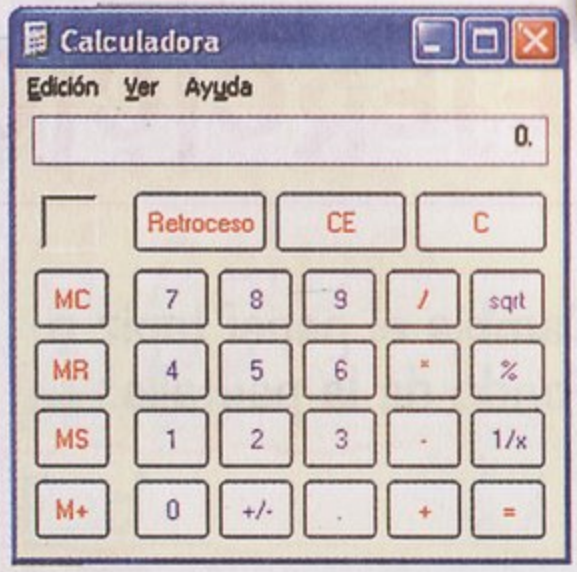 Calculadora
Edición Ver Ayuda
0.
Retroceso CE C
MC 7 8 9 / sqrt
MR 4 5 6 * %
MS 1 2 3 - 1/x
M+ 0 +/- . + =